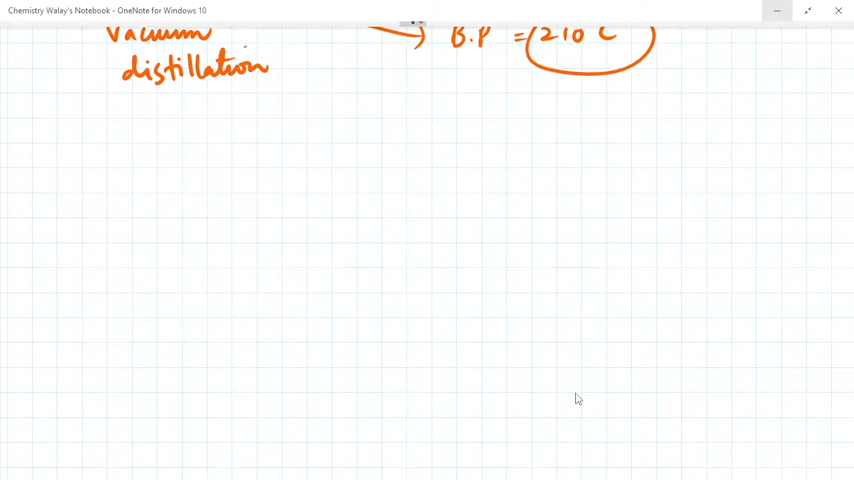 Chemistry Walay's Notebook - OneNote for Windows 10
Vacuum B.P = 210 C
distillation